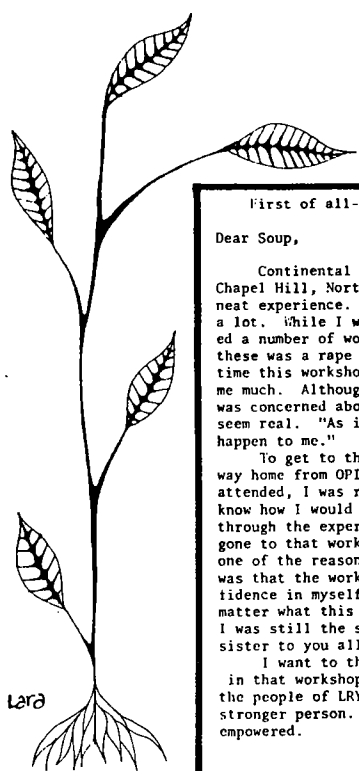 First of all-
Dear Soup,
Continental
Chapel Hill, Nort
neat experience.
a lot. While I w
ed a number of wo
these was a rape
time this worksho
me much. Althoug
was concerned abo
seem real. "As i
happen to me."
To get to th
way home from OPI
attended, I was r
know how I would
through the exper
gone to that work
one of the reason
was that the work
tidence in myself
matter what this
I was still the s
sister to you all
I want to th
in that workshop
the people of LRY
stronger person.
empowered.
Lara